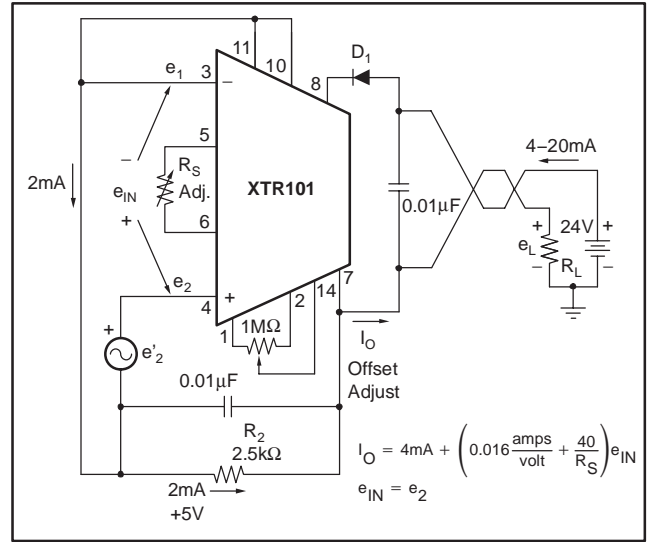 11
10
D1
e1
3
−
8
5
4–20mA
−
RS
2mA
eIN
Adj.
XTR101
0.01μF
+
24V
+
6
eL
e2
−
RL
−
7
2
14
4
+
1
1MΩ
IO
+
e'2
Offset
Adjust
0.01μF
R2
2.5kΩ
IO = 4mA + (0.016 amps/volt + 40/RS) eIN
2mA
+5V
eIN = e2